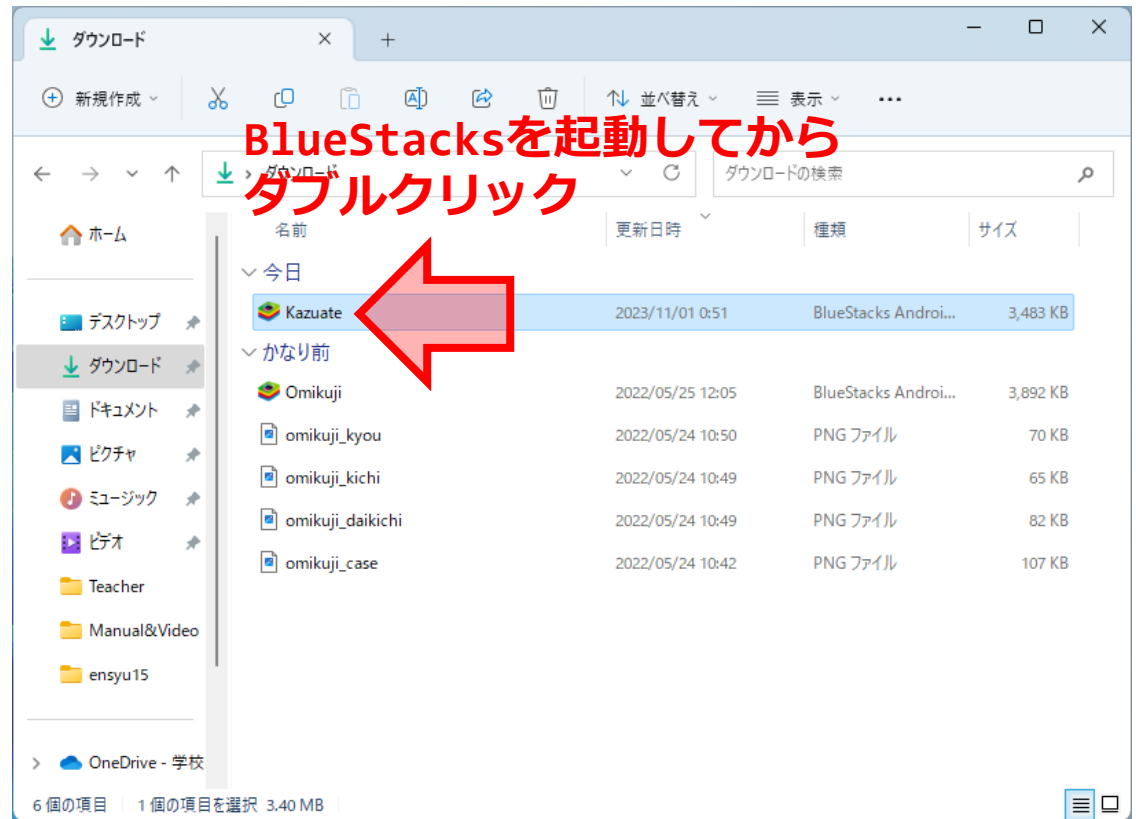 ダウンロード
新規作成
並べ替え
表示
BlueStacksを起動してから
ダブルクリック
ダウンロード
ダウンロードの検索
ホーム
デスクトップ
ダウンロード
ドキュメント
ピクチャ
ミュージック
ビデオ
Teacher
Manual&Video
ensyu15
OneDrive - 学校
名前 更新日時 種類 サイズ
今日
Kazuate 2023/11/01 0:51 BlueStacks Androi... 3,483 KB
かなり前
Omikuji 2022/05/25 12:05 BlueStacks Androi... 3,892 KB
omikuji_kyou 2022/05/24 10:50 PNG ファイル 70 KB
omikuji_kichi 2022/05/24 10:49 PNG ファイル 65 KB
omikuji_daikichi 2022/05/24 10:49 PNG ファイル 82 KB
omikuji_case 2022/05/24 10:42 PNG ファイル 107 KB
6 個の項目 1 個の項目を選択 3.40 MB